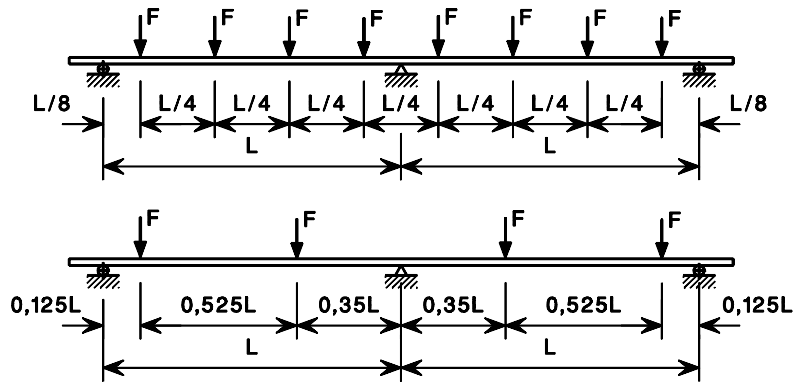 F F F F F F F F
L/8 L/4 L/4 L/4 L/4 L/4 L/4 L/4 L/8
L L
F F F F
0,125L 0,525L 0,35L 0,35L 0,525L 0,125L
L L